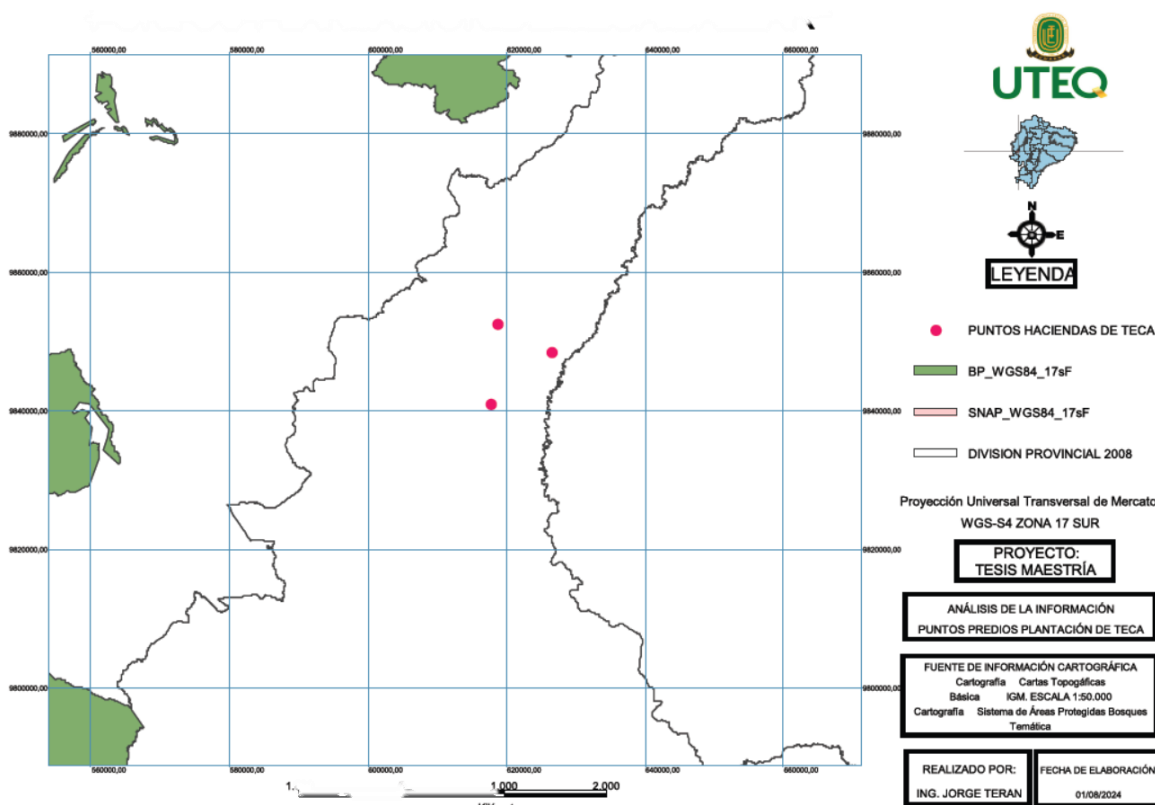 560000,00 580000,00 600000,00 620000,00 640000,00 660000,00
9880000,00 9880000,00
9860000,00 9860000,00
9840000,00 9840000,00
9820000,00 9820000,00
9800000,00 9800000,00
560000,00 580000,00 600000,00 620000,00 640000,00 660000,00
1.000 2.000
UTEQ
N
E
LEYENDA
PUNTOS HACIENDAS DE TECA
BP_WGS84_17sF
SNAP_WGS84_17sF
DIVISION PROVINCIAL 2008
Proyección Universal Transversal de Mercato
WGS-S4 ZONA 17 SUR
PROYECTO:
TESIS MAESTRÍA
ANÁLISIS DE LA INFORMACIÓN
PUNTOS PREDIOS PLANTACIÓN DE TECA
FUENTE DE INFORMACIÓN CARTOGRÁFICA
Cartografía Cartas Topogáficas
Básica IGM. ESCALA 1:50.000
Cartografía Sistema de Áreas Protegidas Bosques
Temática
REALIZADO POR:
ING. JORGE TERAN
FECHA DE ELABORACIÓN
01/08/2024